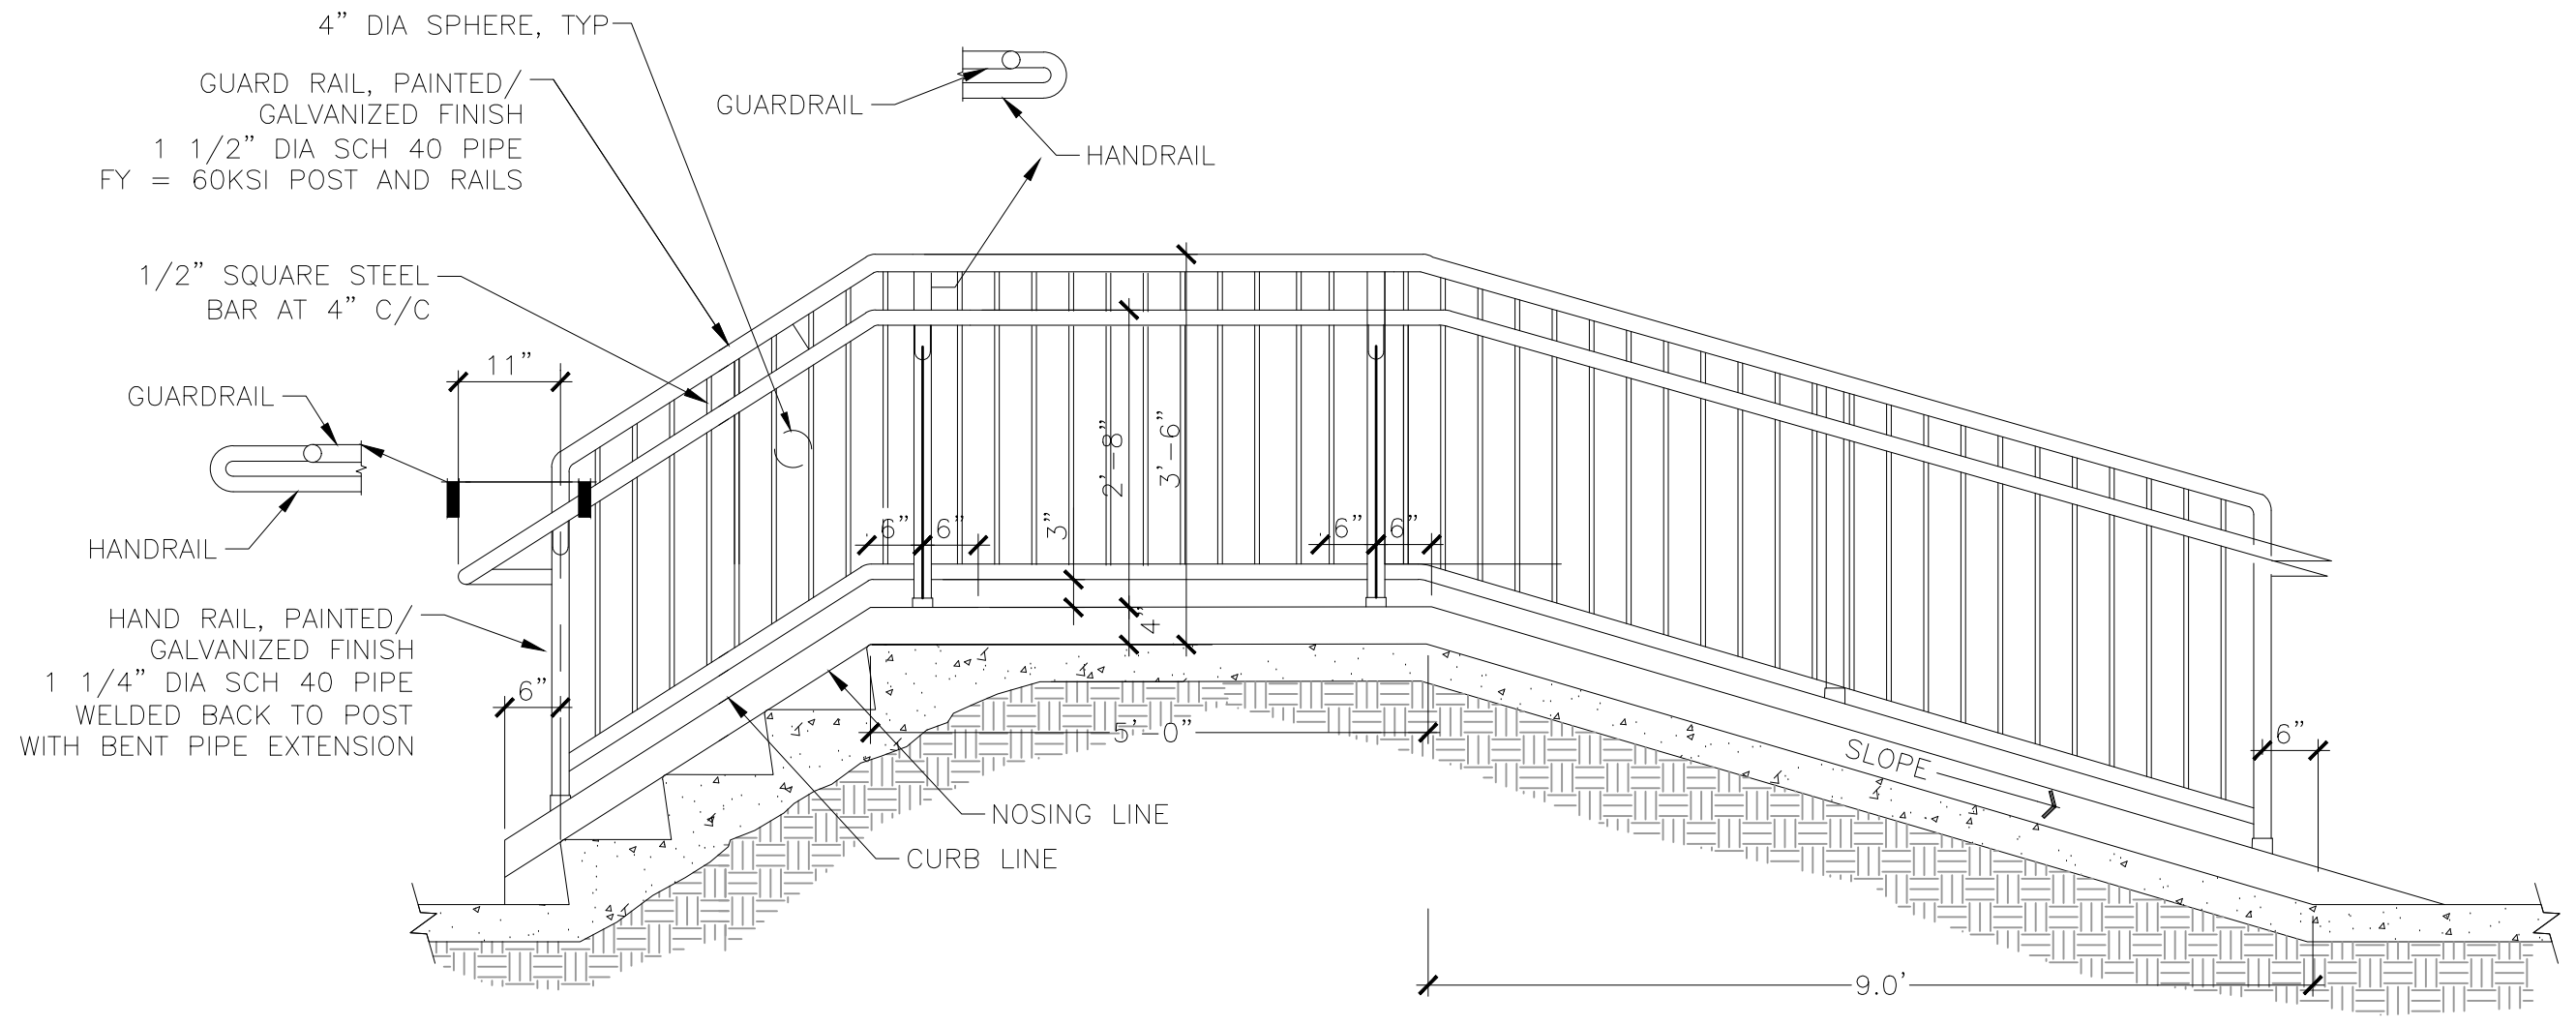 4” DIA SPHERE, TYP
GUARD RAIL, PAINTED/
GALVANIZED FINISH
1 1/2” DIA SCH 40 PIPE
FY = 60KSI POST AND RAILS
GUARDRAIL
HANDRAIL
1/2” SQUARE STEEL
BAR AT 4” C/C
11”
GUARDRAIL
HANDRAIL
2'-8”
3'-6”
6”
6”
3”
6”
6”
4”
HAND RAIL, PAINTED/
GALVANIZED FINISH
1 1/4” DIA SCH 40 PIPE
WELDED BACK TO POST
WITH BENT PIPE EXTENSION
6”
5'-0”
SLOPE
6”
NOSING LINE
CURB LINE
9.0'